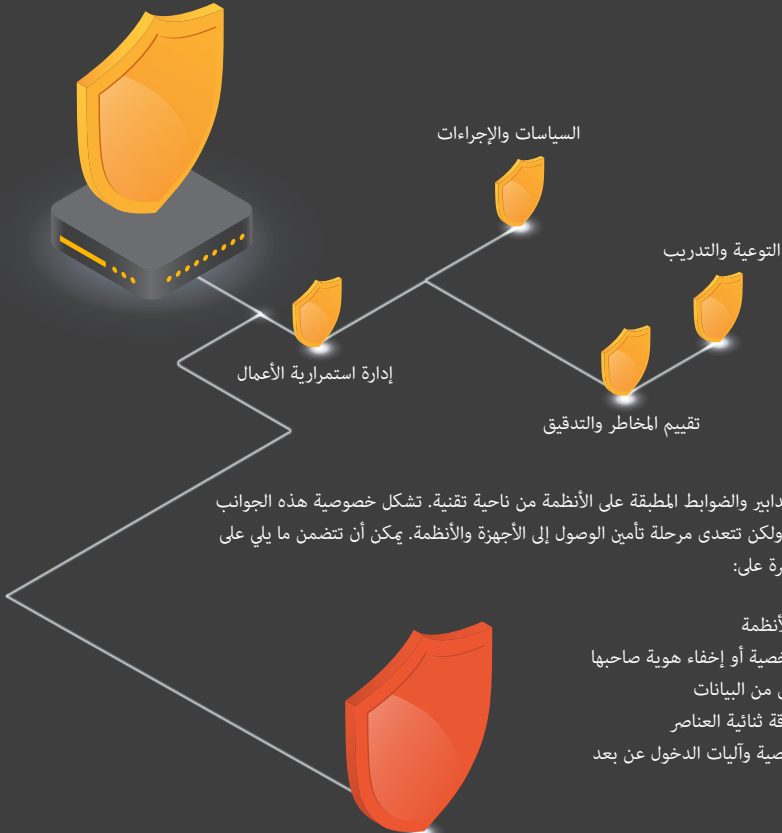 السياسات والإجراءات
التوعية والتدريب
إدارة استمرارية الأعمال
تقييم المخاطر والتدقيق
دابير والضوابط المطبقة على الأنظمة من ناحية تقنية. تشكل خصوصية هذه الجوانب
ولكن تتعدى مرحلة تأمين الوصول إلى الأجهزة والأنظمة. يمكن أن تتضمن ما يلي على
رة على:
لأنظمة
خصية أو إخفاء هوية صاحبها
من البيانات
قة ثنائية العناصر
صية وآليات الدخول عن بعد